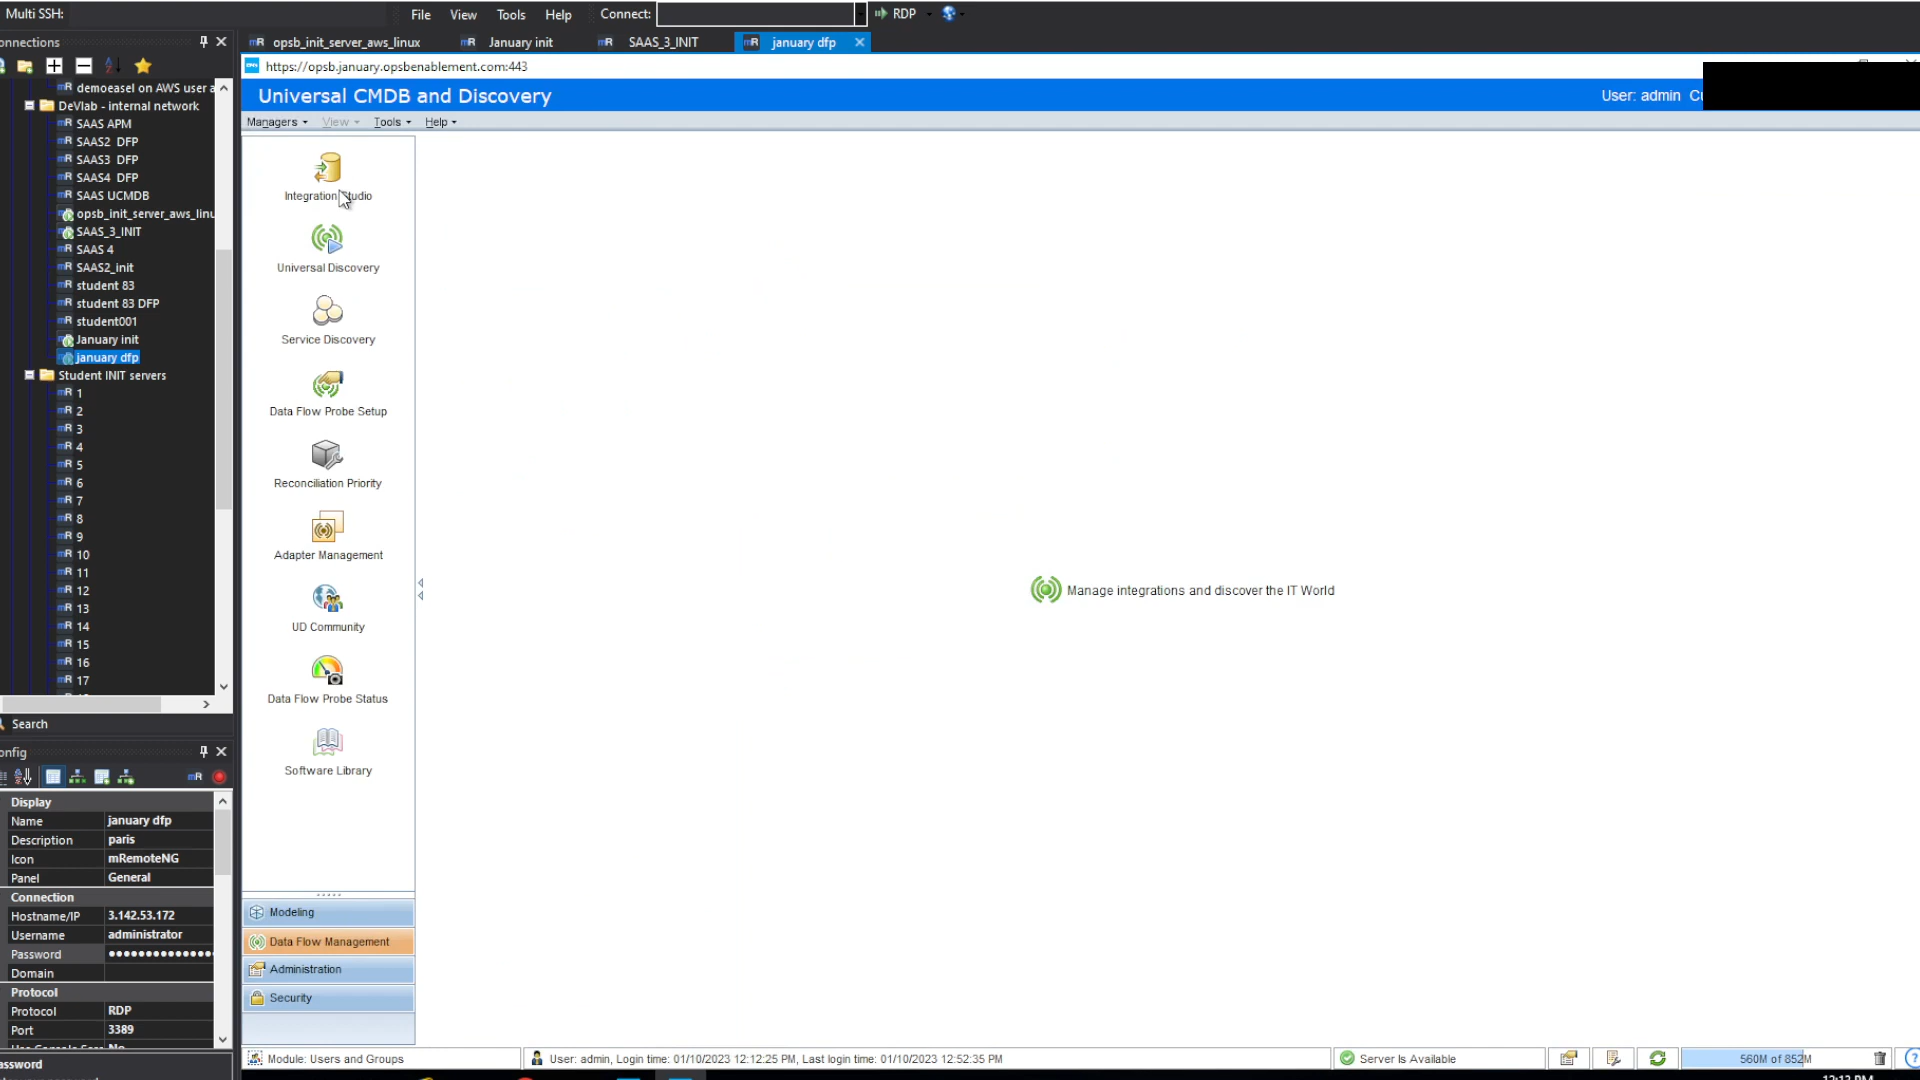 Multi SSH:
File View Tools Help Connect: RDP
onnections
opsb_init_server_aws_linux January init SAAS_3_INIT january dfp
https://opsb.january.opsbenablement.com:443
Universal CMDB and Discovery
User: admin
Managers View Tools Help
demoeasel on AWS user a
DeVlab - internal network
SAAS APM
SAAS2 DFP
SAAS3 DFP
SAAS4 DFP
SAAS UCMDB
opsb_init_server_aws_linu
SAAS_3_INIT
SAAS 4
SAAS2_init
student 83
student 83 DFP
student001
January init
january dfp
Student INIT servers
1
2
3
4
5
6
7
8
9
10
11
12
13
14
15
16
17
Search
onfig
Display
Name january dfp
Description paris
Icon mRemoteNG
Panel General
Connection
Hostname/IP 3.142.53.172
Username administrator
Password ••••••••••••••
Domain
Protocol
Protocol RDP
Port 3389
assword
Integration Studio
Universal Discovery
Service Discovery
Data Flow Probe Setup
Reconciliation Priority
Adapter Management
UD Community
Data Flow Probe Status
Software Library
Manage integrations and discover the IT World
Modeling
Data Flow Management
Administration
Security
Module: Users and Groups
User: admin, Login time: 01/10/2023 12:12:25 PM, Last login time: 01/10/2023 12:52:35 PM
Server Is Available
560M of 852M